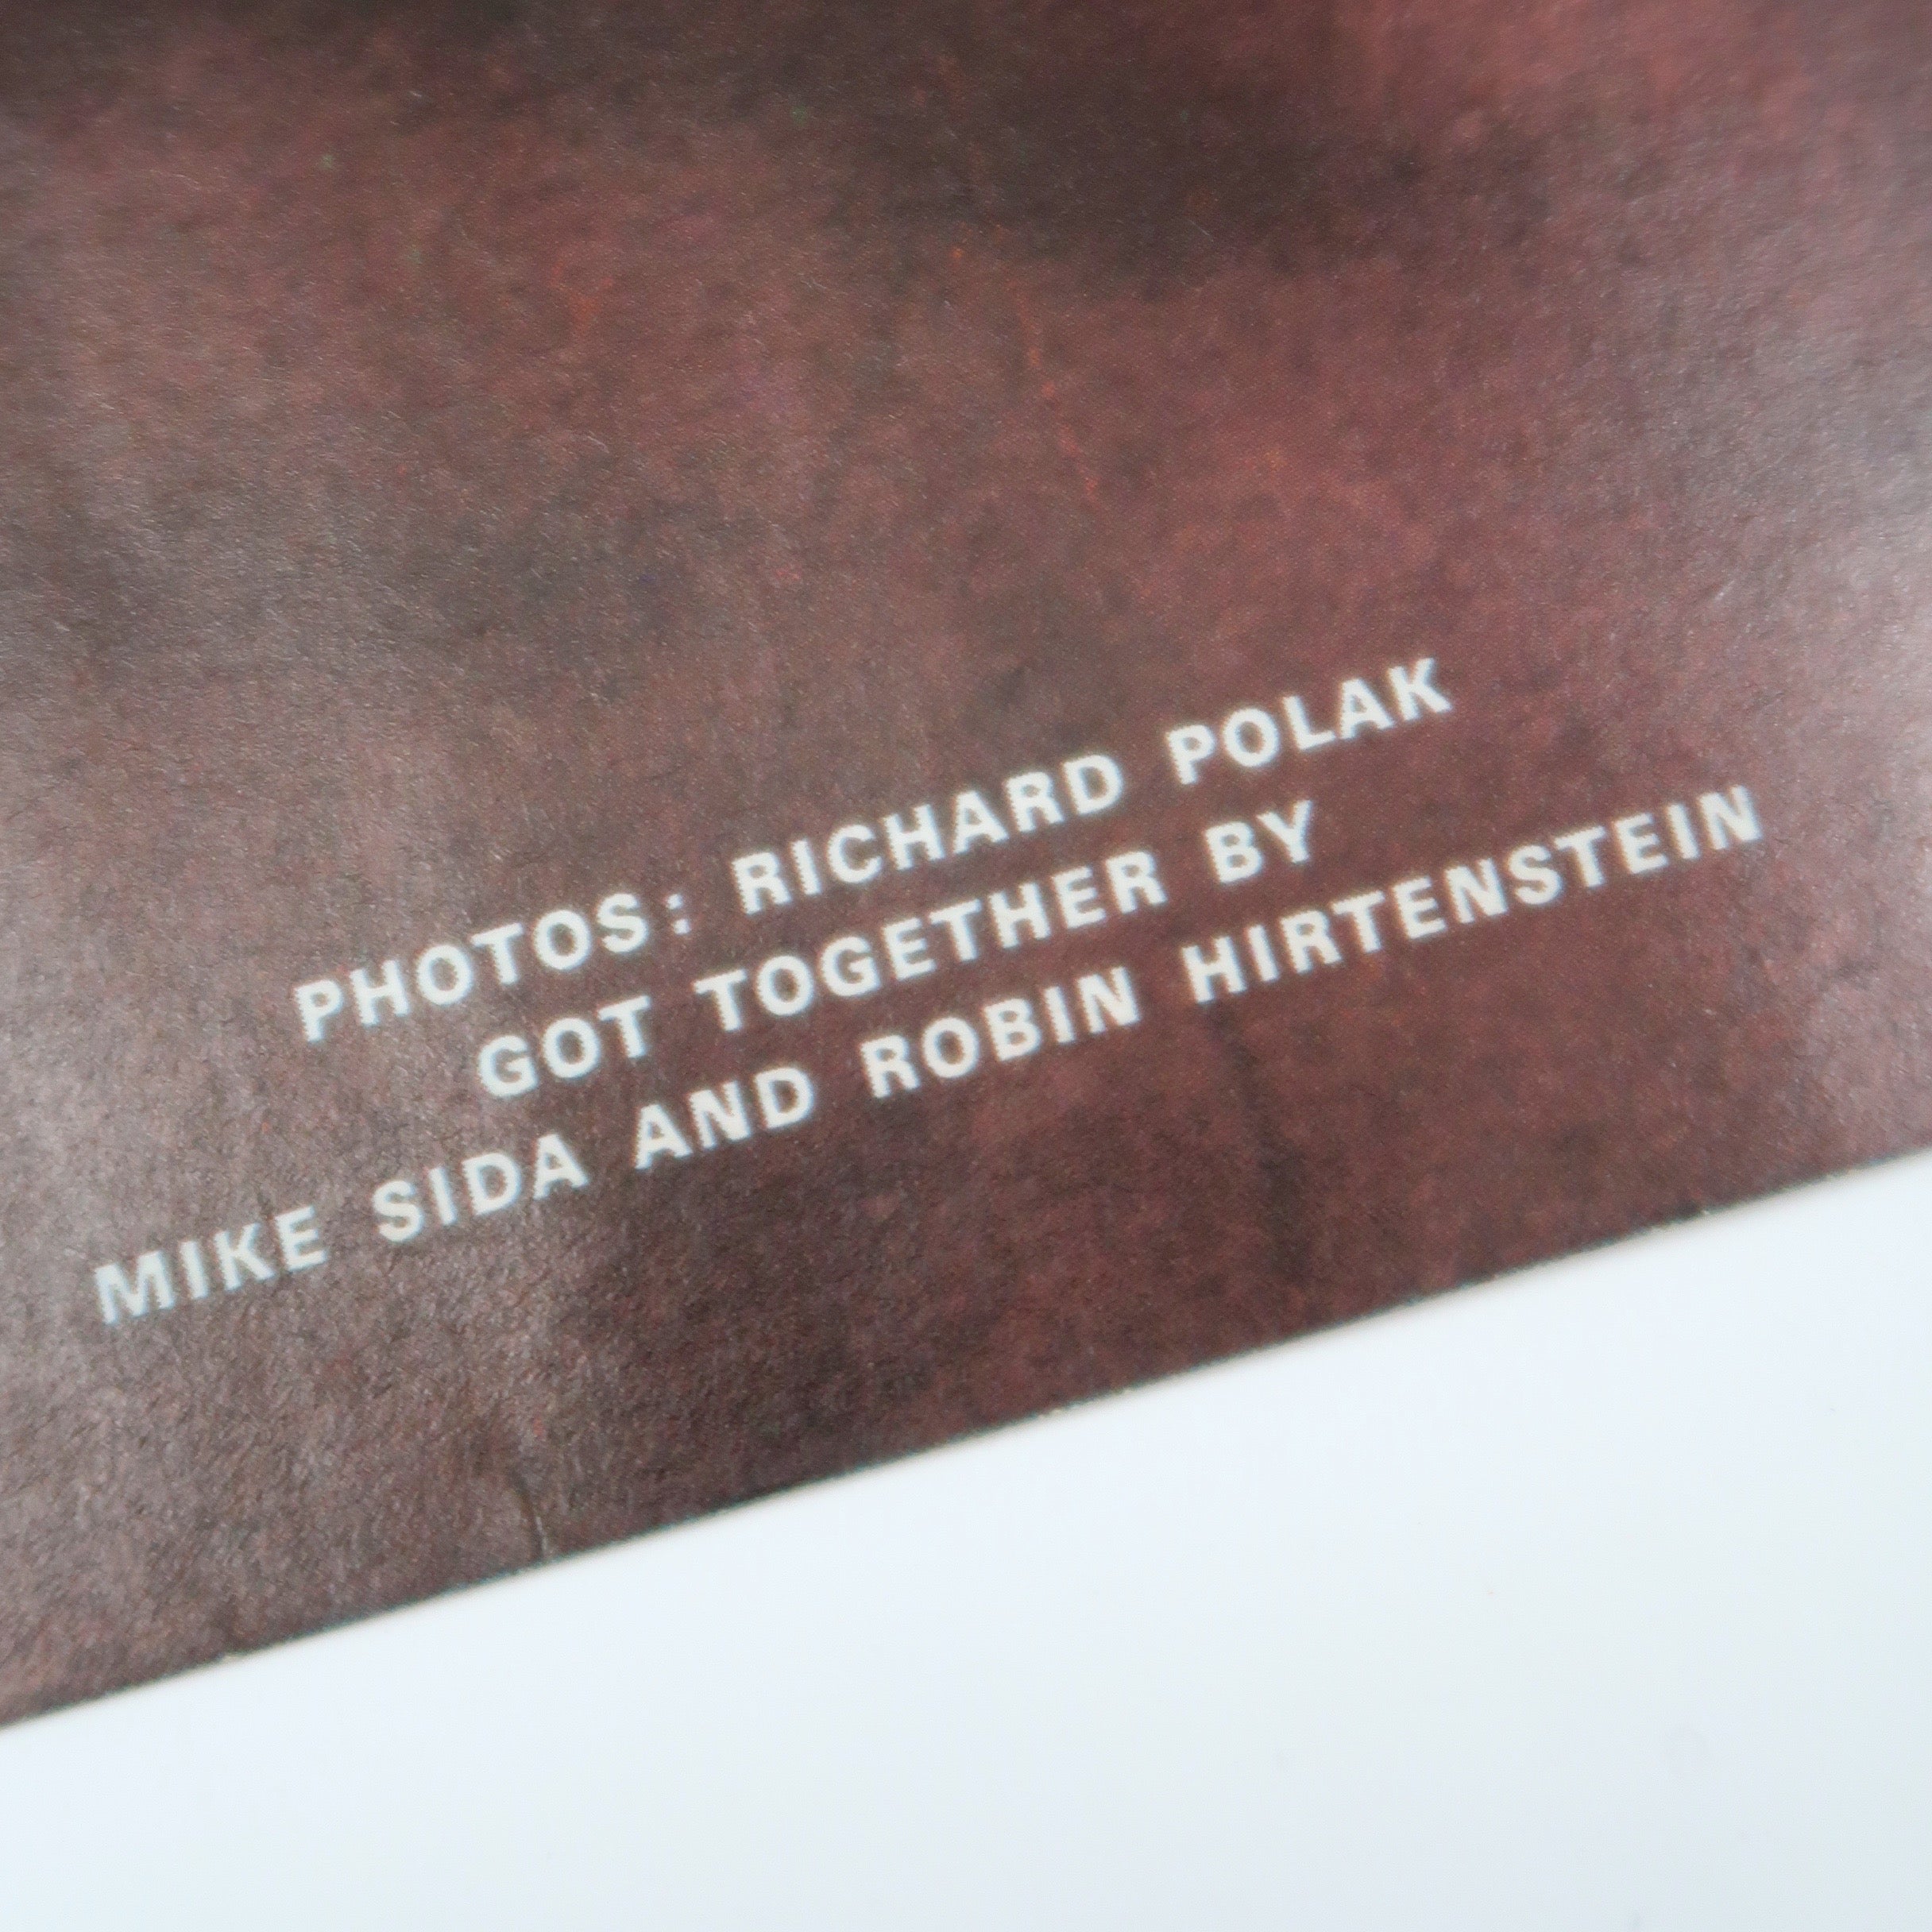 PHOTOS: RICHARD POLAK
GOT TOGETHER BY
MIKE SIDA AND ROBIN HIRTENSTEIN